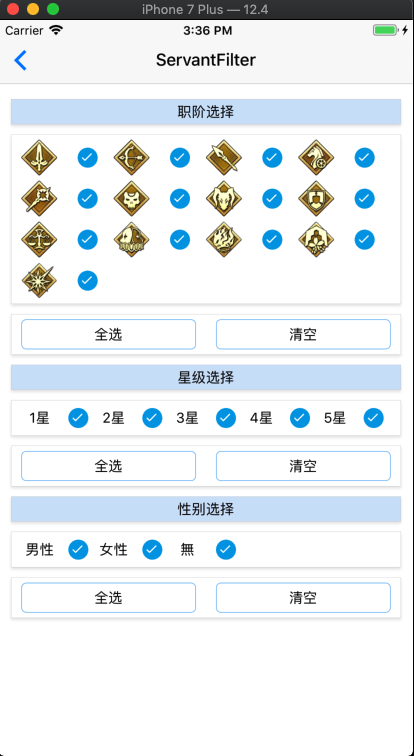 iPhone 7 Plus — 12.4
Carrier 3:36 PM
ServantFilter
职阶选择
全选 清空
星级选择
1星 2星 3星 4星 5星
全选 清空
性别选择
男性 女性 無
全选 清空